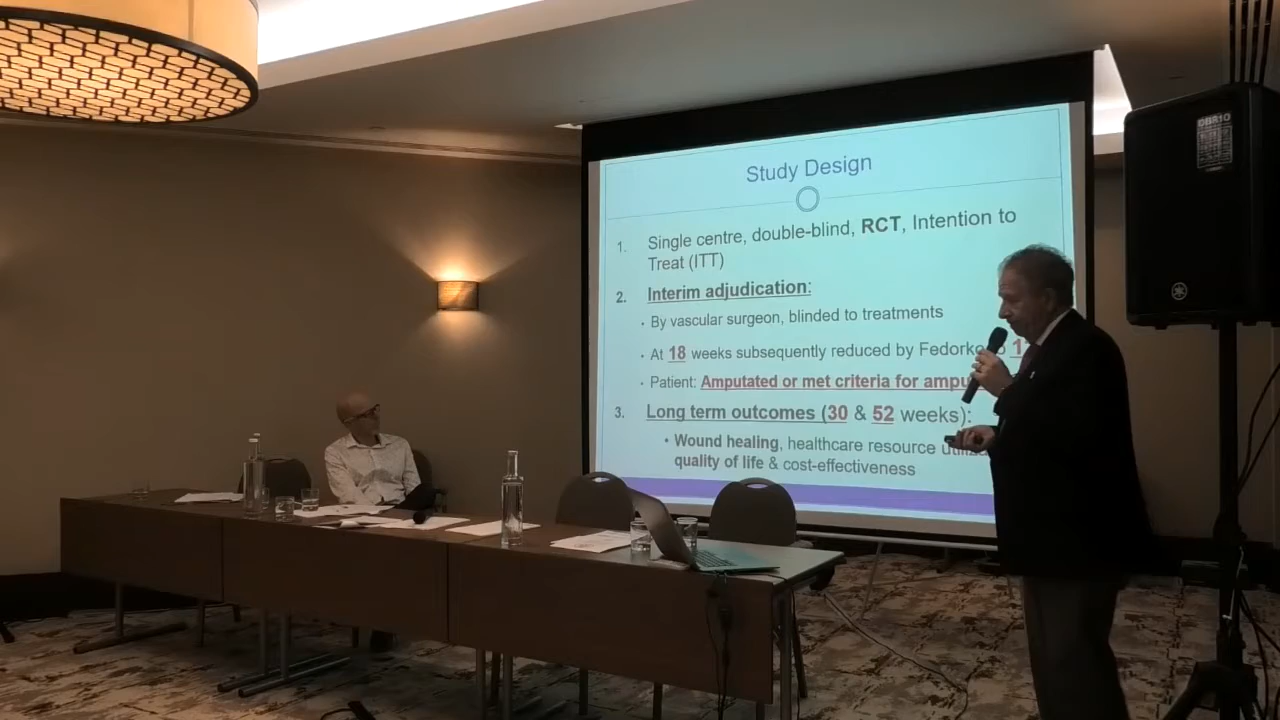 Study Design
1. Single centre, double-blind, RCT, Intention to
Treat (ITT)
2. Interim adjudication:
• By vascular surgeon, blinded to treatments
• At 18 weeks subsequently reduced by
• Patient: Amputated or met criteria for
3. Long term outcomes (30 & 52 weeks):
• Wound healing, healthcare resource
quality of life & cost-effectiveness
DBR10